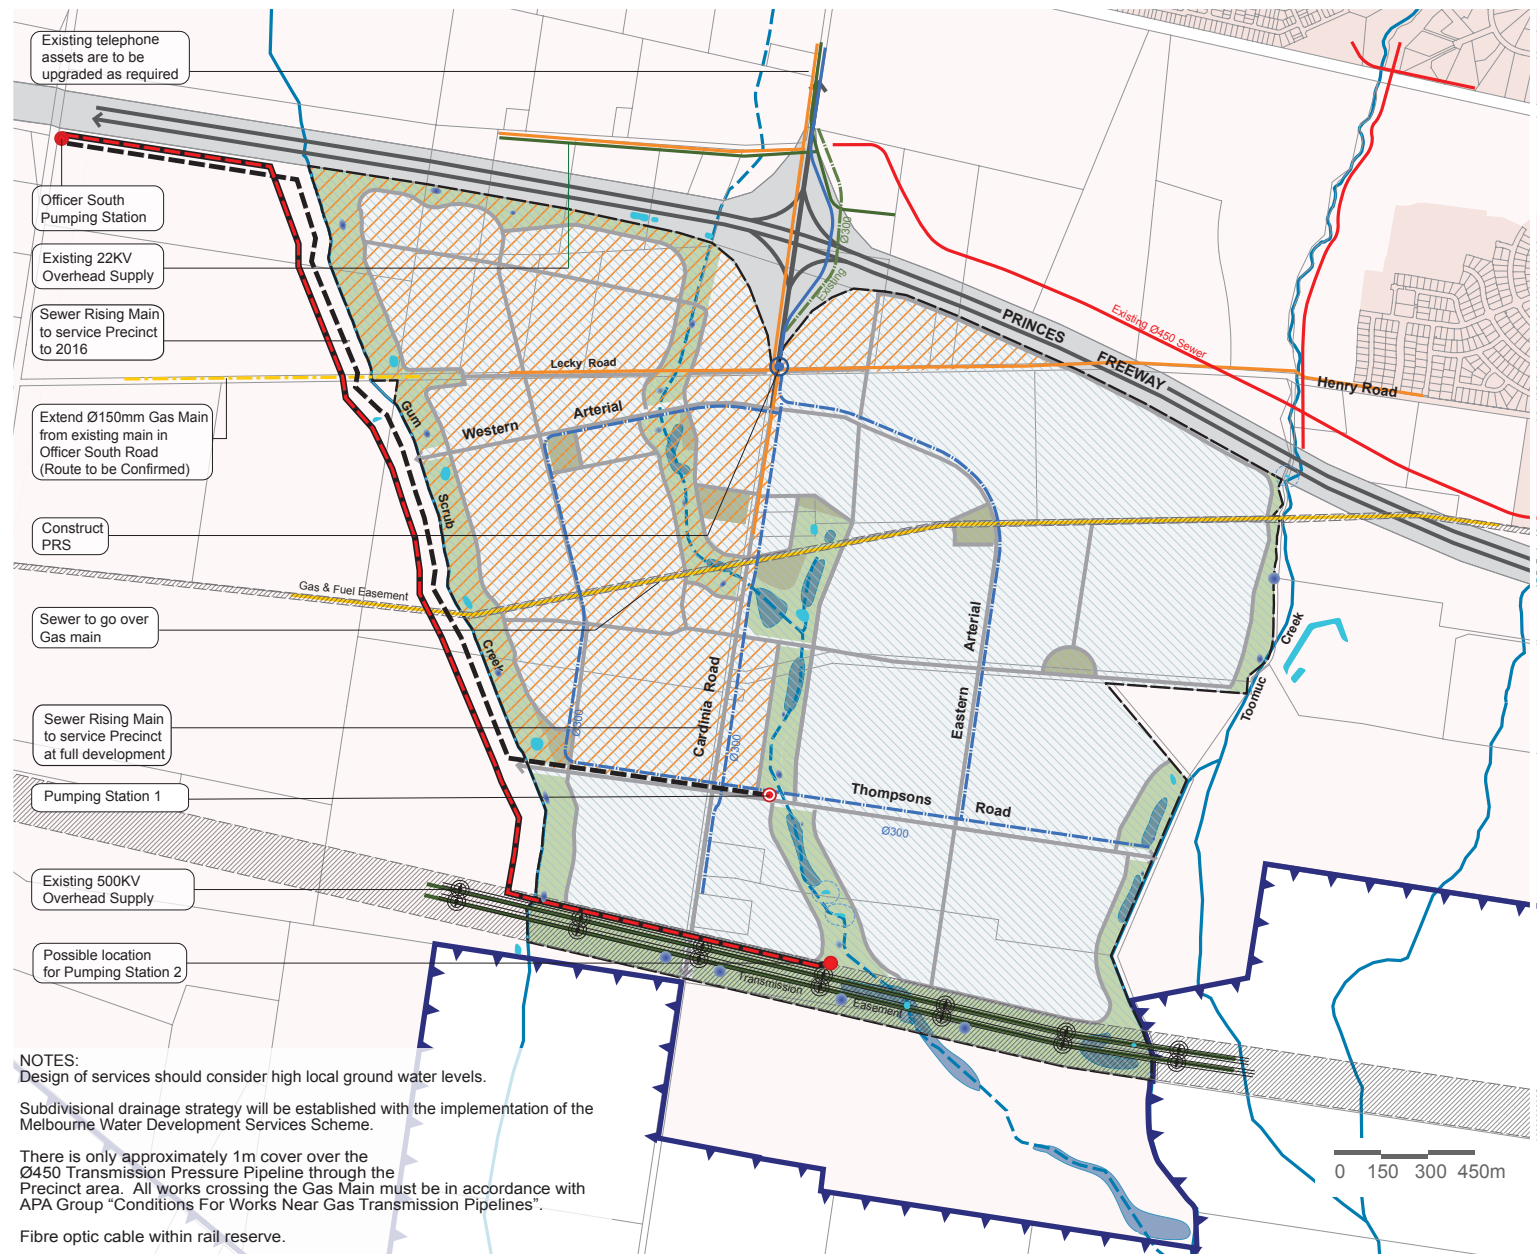 Existing telephone
assets are to be
upgraded as required
Officer South
Pumping Station
Existing 22KV
Overhead Supply
Sewer Rising Main
to service Precinct
to 2016
Extend Ø150mm Gas Main
from existing main in
Officer South Road
(Route to be Confirmed)
Construct
PRS
Sewer to go over
Gas main
Sewer Rising Main
to service Precinct
at full development
Pumping Station 1
Existing 500KV
Overhead Supply
Possible location
for Pumping Station 2
Ø300
Existing
PRINCES
FREEWAY
Existing Ø450 Sewer
Henry Road
Lecky Road
Western
Arterial
Gum
Scrub
Creek
Gas & Fuel Easement
Cardinia Road
Ø300
Ø300
Eastern
Arterial
Thompsons
Road
Ø300
Toomuc
Creek
Transmission
Easement
NOTES:
Design of services should consider high local ground water levels.
Subdivisional drainage strategy will be established with the implementation of the
Melbourne Water Development Services Scheme.
There is only approximately 1m cover over the
Ø450 Transmission Pressure Pipeline through the
Precinct area. All works crossing the Gas Main must be in accordance with
APA Group “Conditions For Works Near Gas Transmission Pipelines”.
Fibre optic cable within rail reserve.
0 150 300 450m